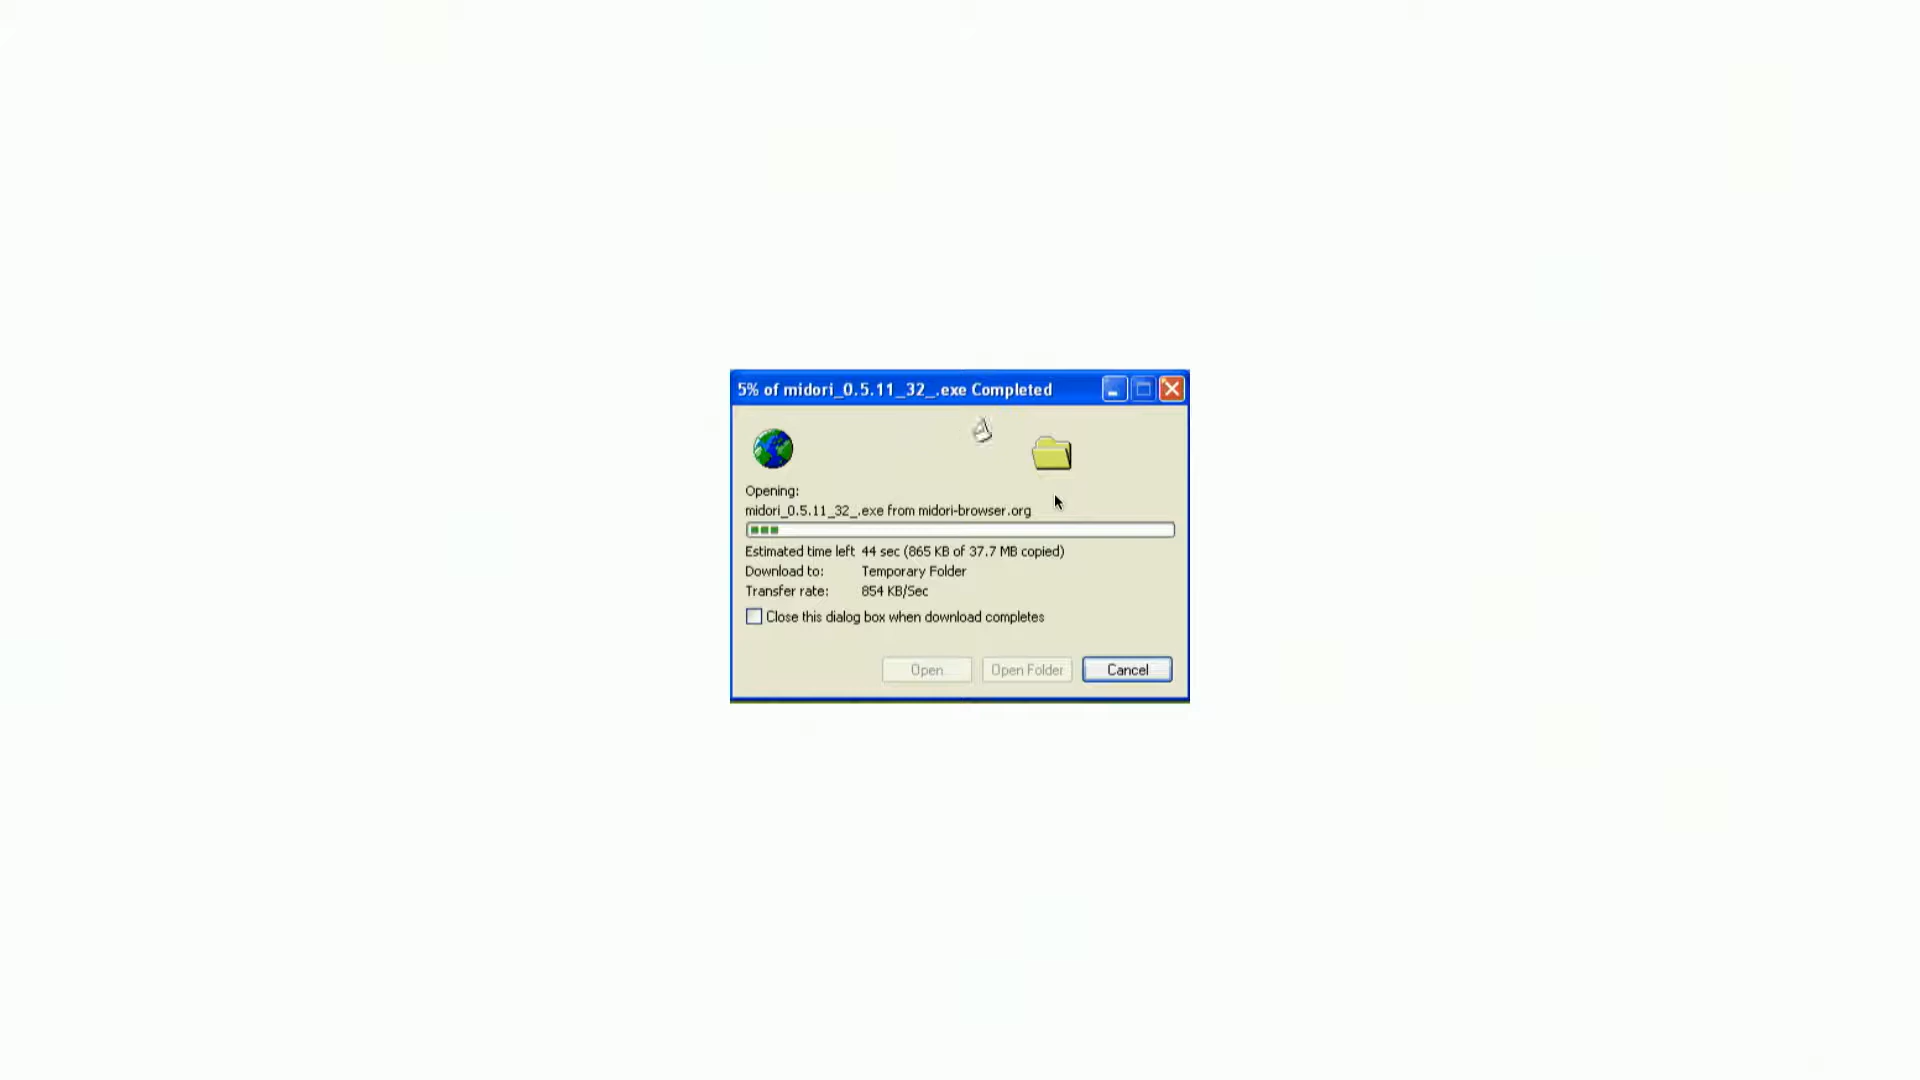 5% of midori_0.5.11_32_.exe Completed
Opening:
midori_0.5.11_32_.exe from midori-browser.org
Estimated time left 44 sec (865 KB of 37.7 MB copied)
Download to: Temporary Folder
Transfer rate: 854 KB/Sec
Close this dialog box when download completes
Open Open Folder Cancel